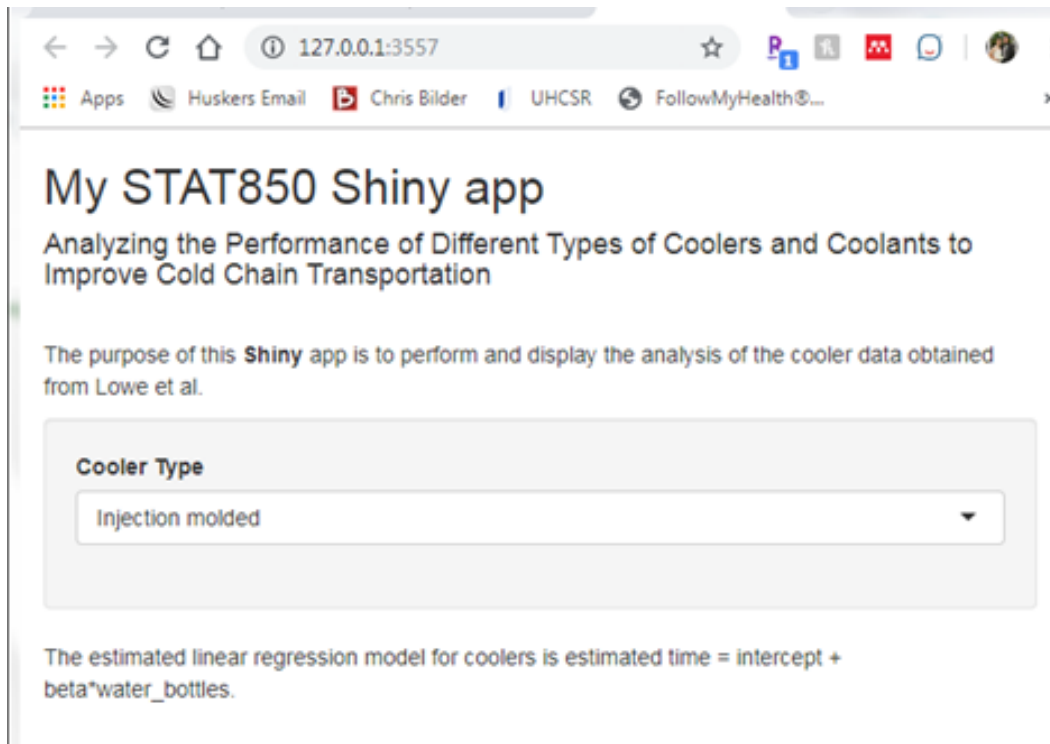 127.0.0.1:3557
1
Apps Huskers Email B Chris Bilder UHCSR FollowMyHealth®...
My STAT850 Shiny app
Analyzing the Performance of Different Types of Coolers and Coolants to
Improve Cold Chain Transportation
The purpose of this Shiny app is to perform and display the analysis of the cooler data obtained
from Lowe et al.
Cooler Type
Injection molded
The estimated linear regression model for coolers is estimated time = intercept +
beta*water_bottles.